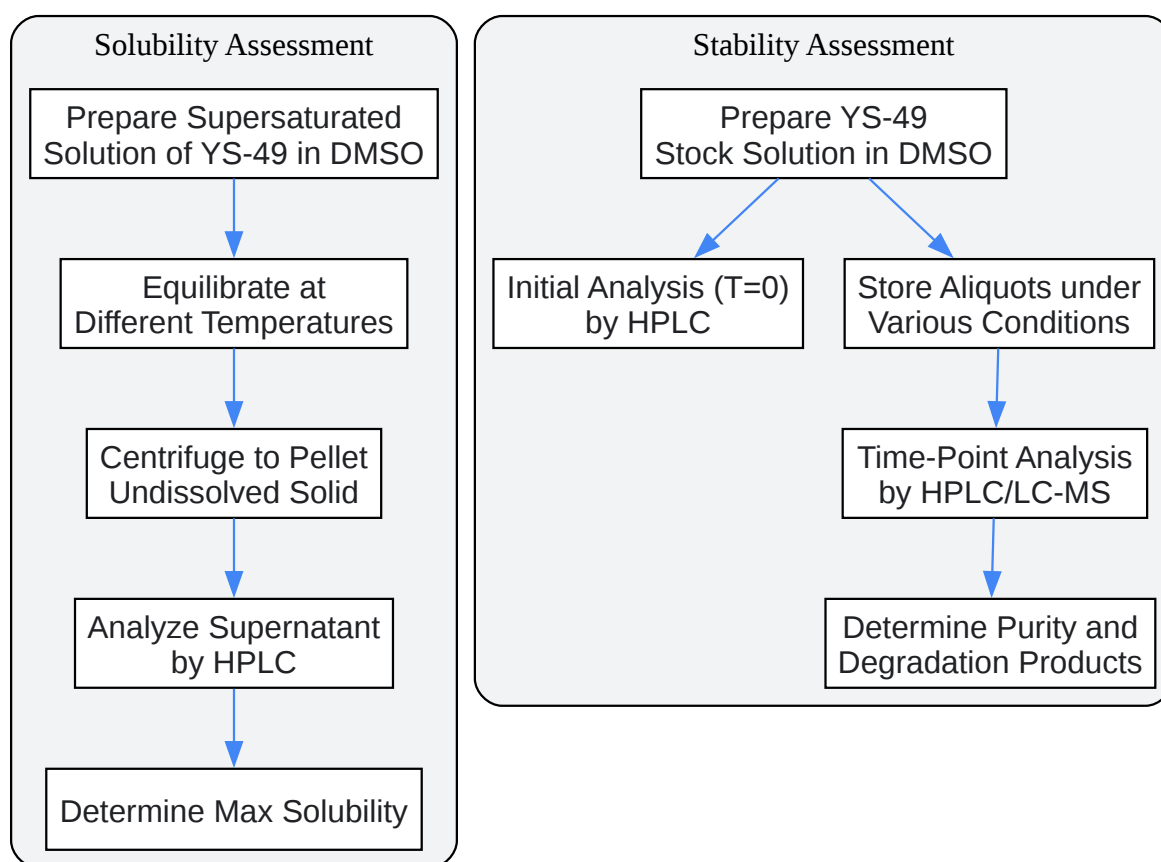 Solubility Assessment
Prepare Supersaturated
Solution of YS-49 in DMSO
Equilibrate at
Different Temperatures
Centrifuge to Pellet
Undissolved Solid
Analyze Supernatant
by HPLC
Determine Max Solubility
Stability Assessment
Prepare YS-49
Stock Solution in DMSO
Initial Analysis (T=0)
by HPLC
Store Aliquots under
Various Conditions
Time-Point Analysis
by HPLC/LC-MS
Determine Purity and
Degradation Products